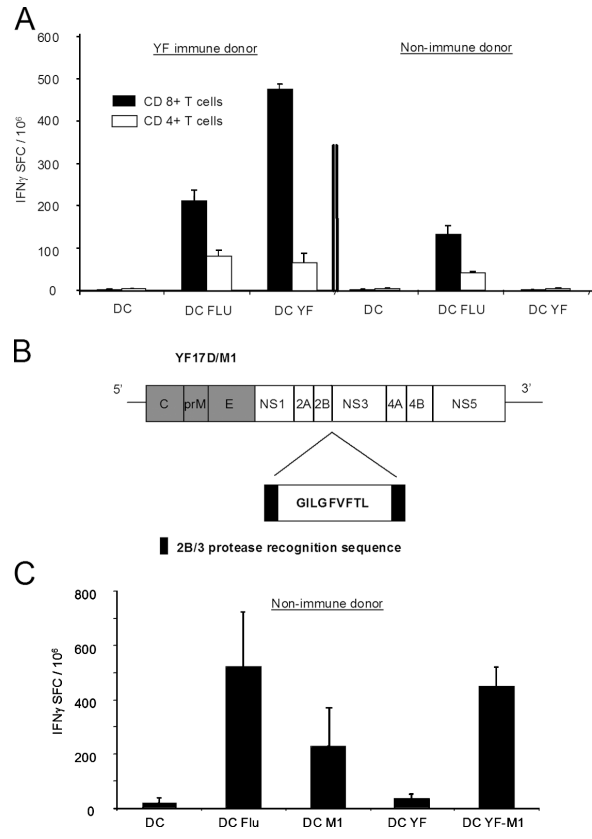 A
600
500
400
300
200
100
0
IFNγ SFC / 10⁶
YF immune donor
Non-immune donor
CD 8+ T cells
CD 4+ T cells
DC DC FLU DC YF DC DC FLU DC YF
B
YF17D/M1
5' 3'
C prM E NS1 2A 2B NS3 4A 4B NS5
GILGFVFTL
2B/3 protease recognition sequence
C
800
600
400
200
0
IFNγ SFC / 10⁶
Non-immune donor
DC DC Flu DC M1 DC YF DC YF-M1